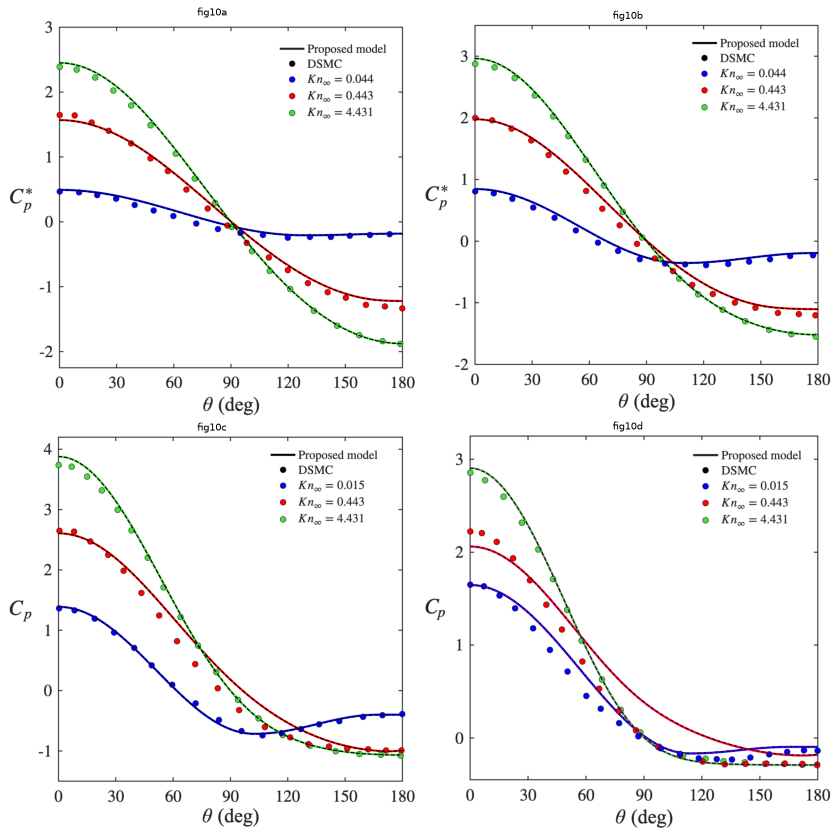 fig10a
3
2
1
0
-1
-2
0
30
60
90
120
150
180
C*p
θ (deg)
Proposed model
DSMC
Kn∞ = 0.044
Kn∞ = 0.443
Kn∞ = 4.431
fig10b
3
2
1
0
-1
-2
0
30
60
90
120
150
180
C*p
θ (deg)
Proposed model
DSMC
Kn∞ = 0.044
Kn∞ = 0.443
Kn∞ = 4.431
fig10c
4
3
2
1
0
-1
0
30
60
90
120
150
180
Cp
θ (deg)
Proposed model
DSMC
Kn∞ = 0.015
Kn∞ = 0.443
Kn∞ = 4.431
fig10d
3
2
1
0
0
30
60
90
120
150
180
Cp
θ (deg)
Proposed model
DSMC
Kn∞ = 0.015
Kn∞ = 0.443
Kn∞ = 4.431